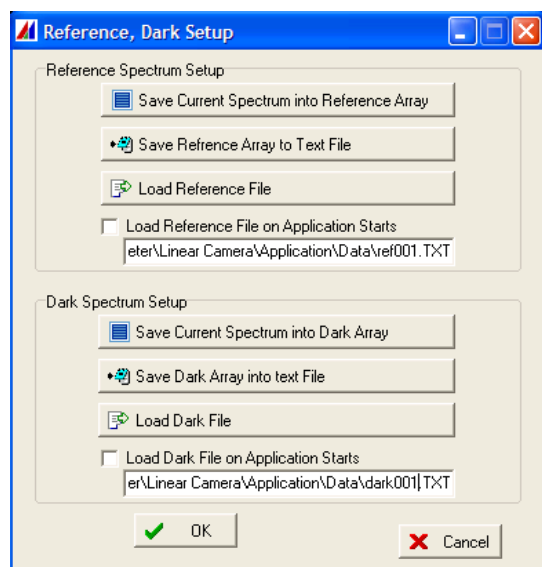 Reference, Dark Setup
Reference Spectrum Setup
Save Current Spectrum into Reference Array
Save Refrence Array to Text File
Load Reference File
Load Reference File on Application Starts
eter\Linear Camera\Application\Data\ref001.TXT
Dark Spectrum Setup
Save Current Spectrum into Dark Array
Save Dark Array into text File
Load Dark File
Load Dark File on Application Starts
er\Linear Camera\Application\Data\dark001.TXT
OK
Cancel